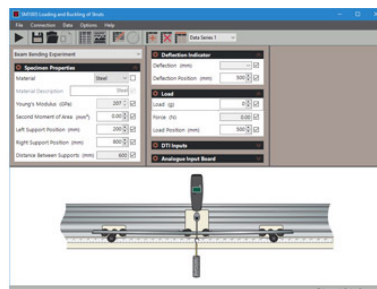 SM1005 Loading and Buckling of Struts
File Connection Data Options Help
Data Series 1
Beam Bending Experiment
Specimen Properties
Material Steel
Material Description Steel
Young's Modulus (GPa) 207
Second Moment of Area (mm⁴) 0.00
Left Support Position (mm) 200
Right Support Position (mm) 800
Distance Between Supports (mm) 600
Deflection Indicator
Deflection (mm)
Deflection Position (mm) 500
Load
Load (g) 0
Force (N) 0.00
Load Position (mm) 500
DTI Inputs
Analogue Input Board